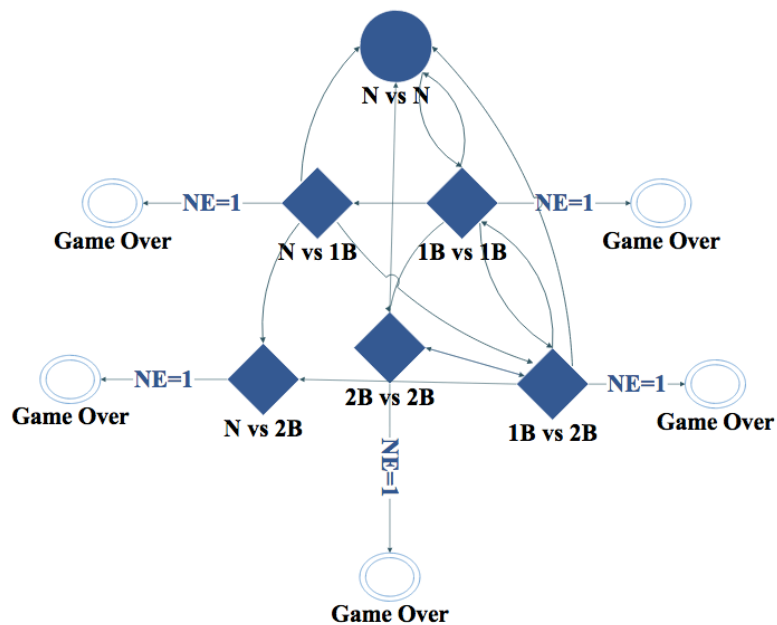 N vs N
NE=1
NE=1
Game Over
N vs 1B
1B vs 1B
Game Over
NE=1
NE=1
Game Over
N vs 2B
2B vs 2B
1B vs 2B
Game Over
NE=1
Game Over